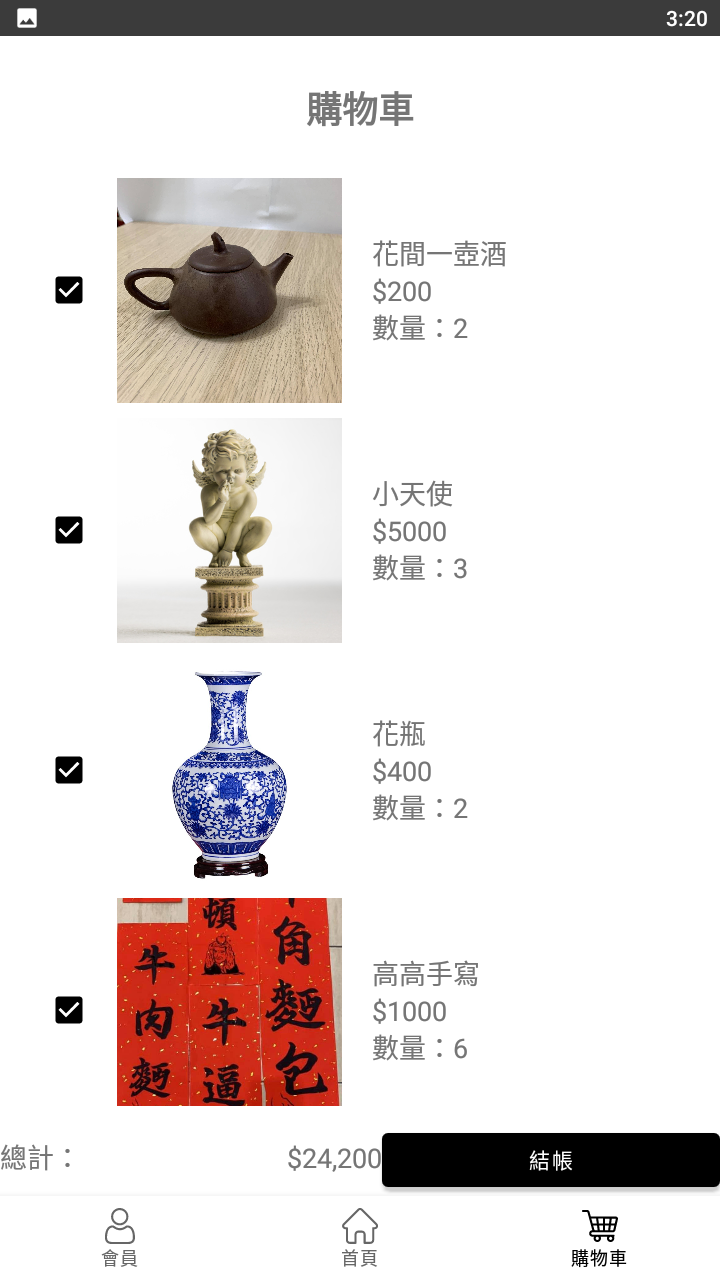 3:20
購物車
花間一壺酒
$200
數量：2
小天使
$5000
數量：3
花瓶
$400
數量：2
高高手寫
$1000
數量：6
牛肉麵
頓
牛逼
角麵包
總計：
$24,200
結帳
會員
首頁
購物車